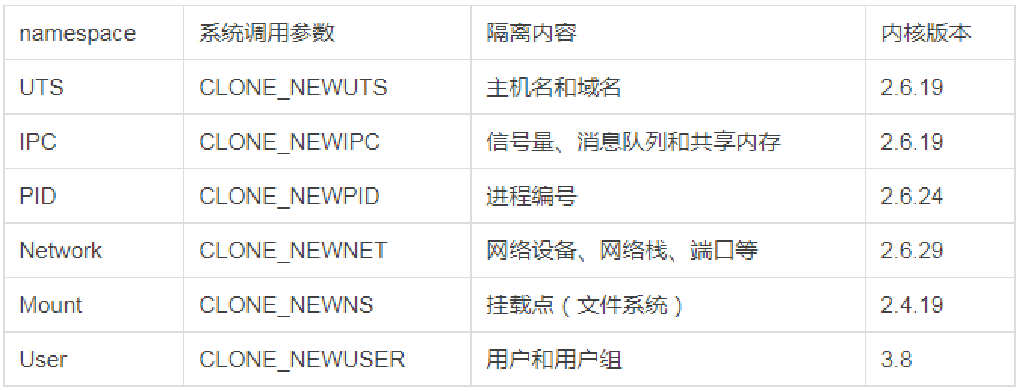 namespace 系统调用参数 隔离内容 内核版本
UTS CLONE_NEWUTS 主机名和域名 2.6.19
IPC CLONE_NEWIPC 信号量、消息队列和共享内存 2.6.19
PID CLONE_NEWPID 进程编号 2.6.24
Network CLONE_NEWNET 网络设备、网络栈、端口等 2.6.29
Mount CLONE_NEWNS 挂载点（文件系统） 2.4.19
User CLONE_NEWUSER 用户和用户组 3.8